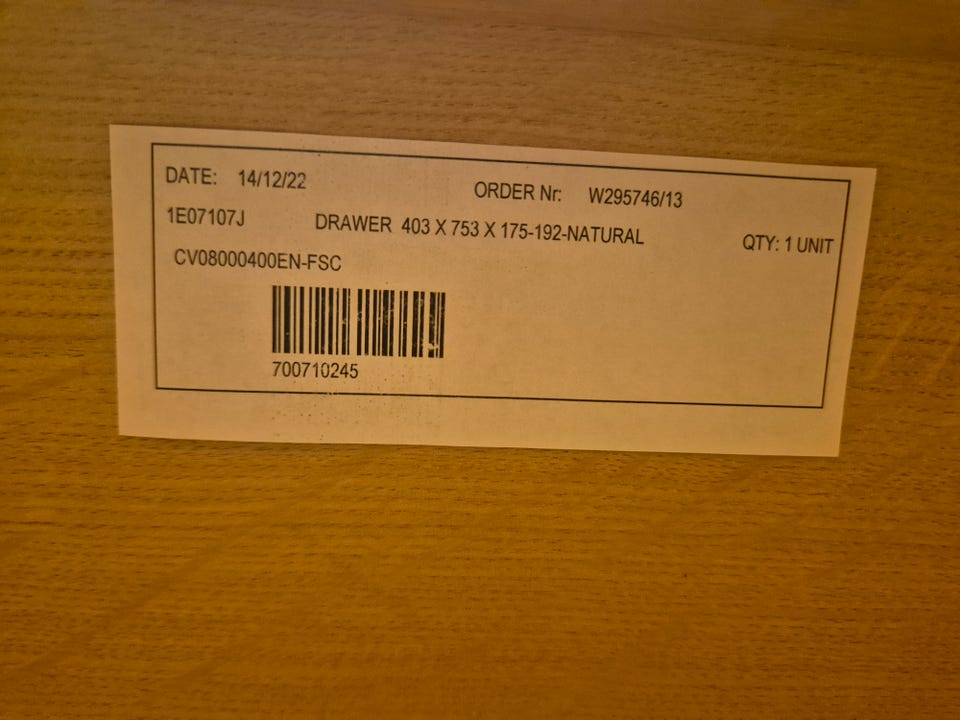 DATE: 14/12/22 ORDER Nr: W295746/13
1E07107J DRAWER 403 X 753 X 175-192-NATURAL QTY: 1 UNIT
CV08000400EN-FSC
700710245